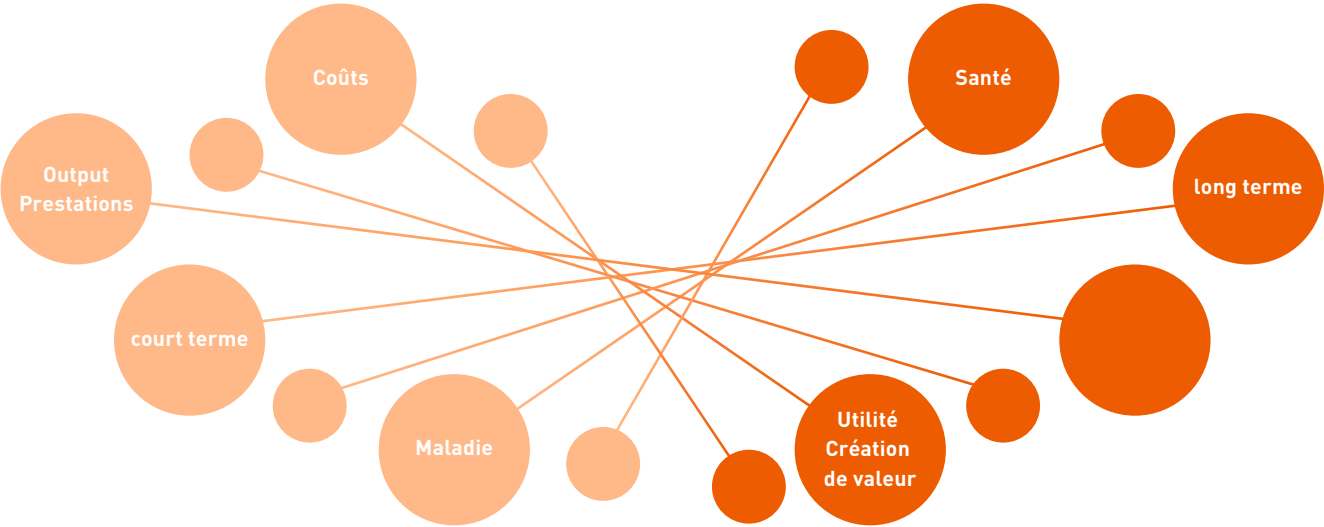 Coûts
Santé
Output
Prestations
long terme
court terme
Maladie
Utilité
Création
de valeur